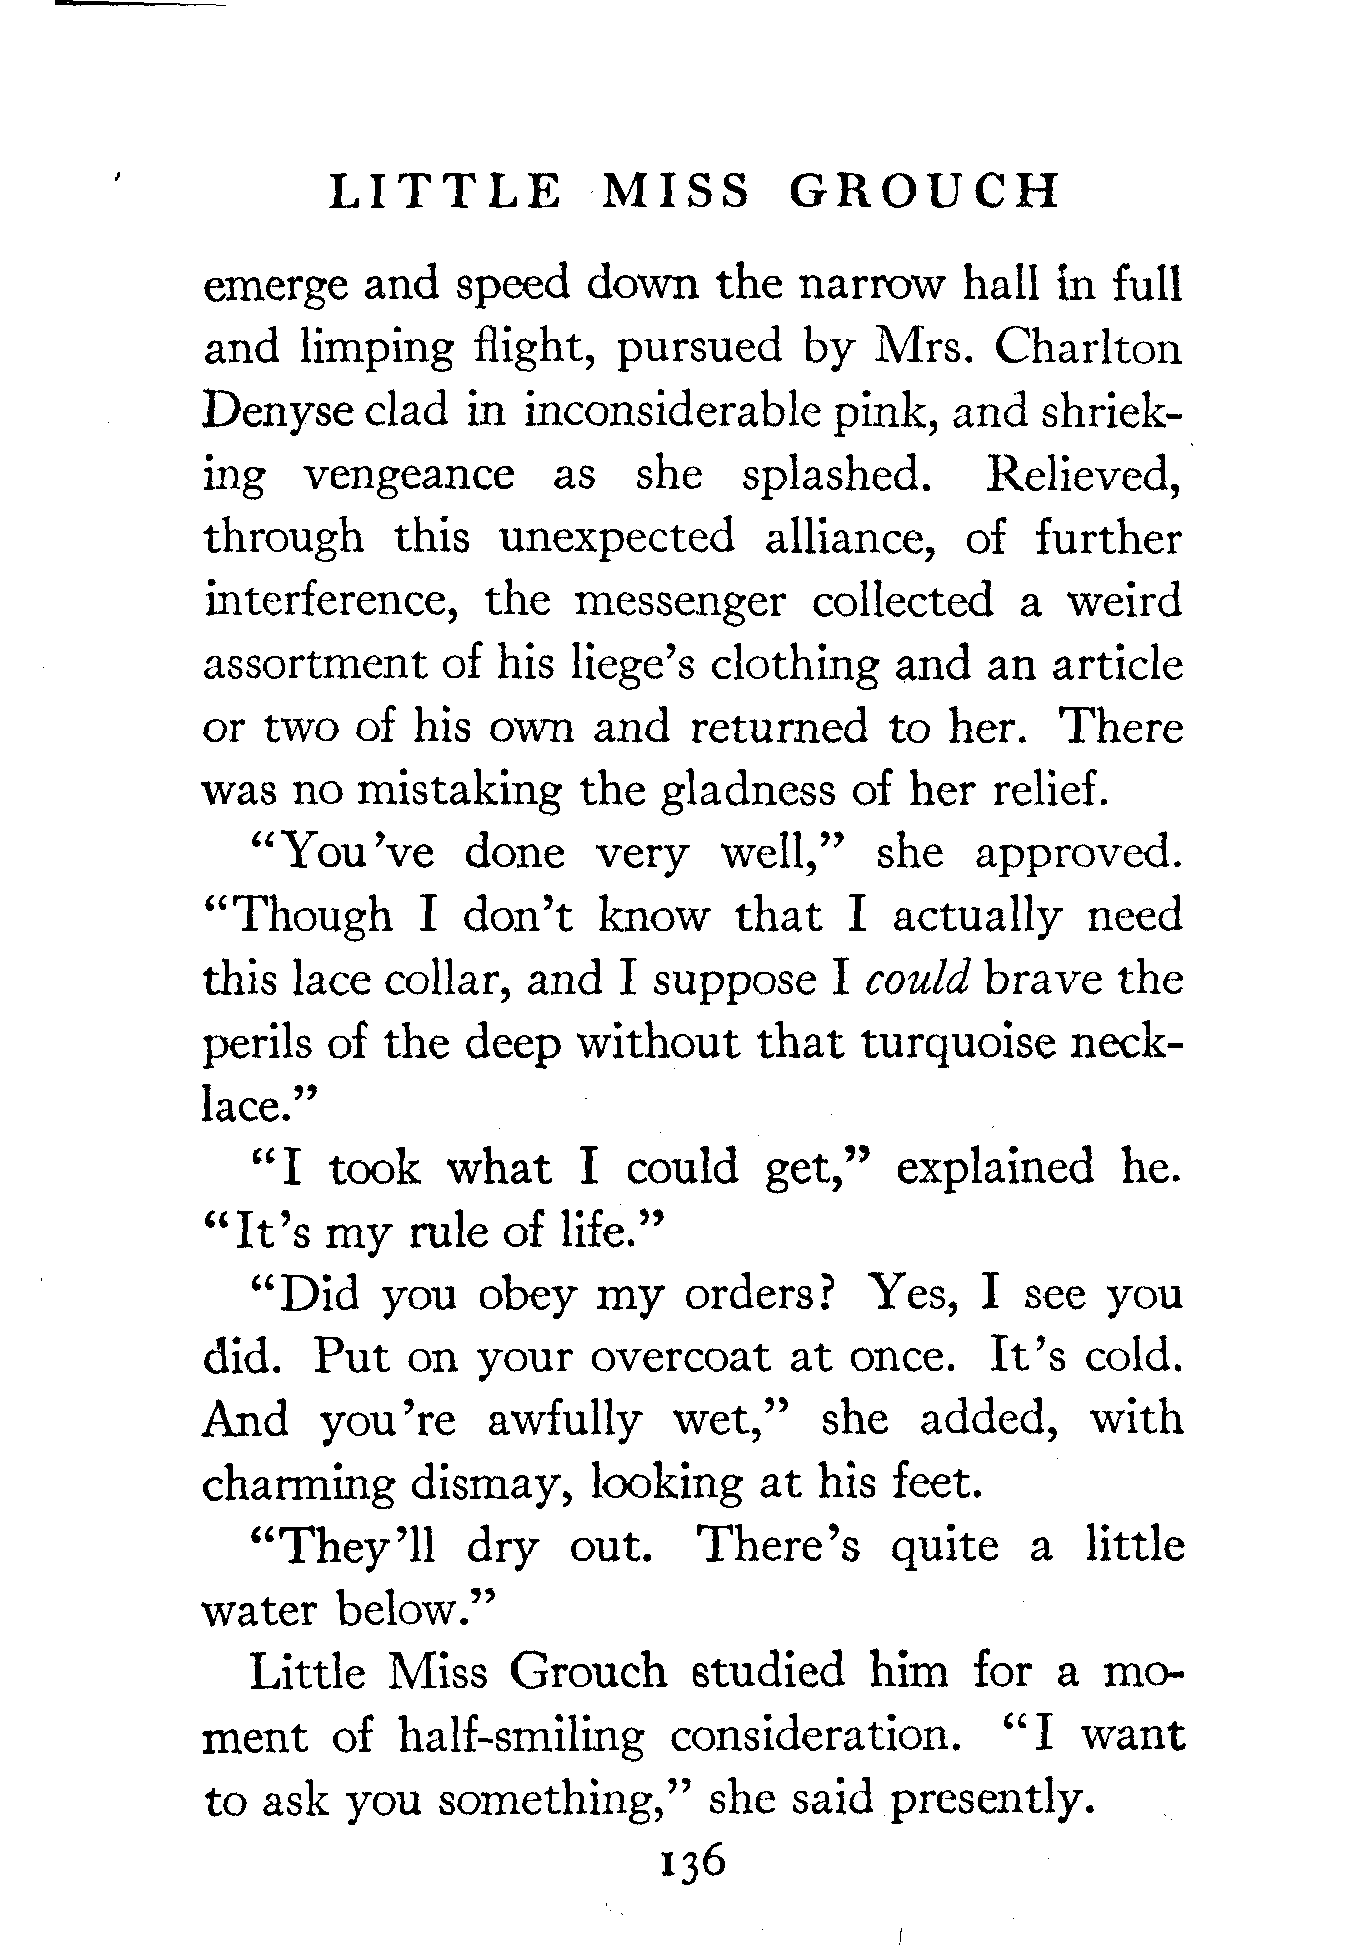 LITTLE MISS GROUCH
emerge and speed down the narrow hall in full
and limping flight, pursued by Mrs. Charlton
Denyse clad in inconsiderable pink, and shriek-
ing vengeance as she splashed. Relieved,
through this unexpected alliance, of further
interference, the messenger collected a weird
assortment of his liege’s clothing and an article
or two of his own and returned to her. There
was no mistaking the gladness of her relief.
“You’ve done very well,” she approved.
“Though I don’t know that I actually need
this lace collar, and I suppose I could brave the
perils of the deep without that turquoise neck-
lace.”
“I took what I could get,” explained he.
“It’s my rule of life.”
“Did you obey my orders? Yes, I see you
did. Put on your overcoat at once. It’s cold.
And you’re awfully wet,” she added, with
charming dismay, looking at his feet.
“They’ll dry out. There’s quite a little
water below.”
Little Miss Grouch studied him for a mo-
ment of half-smiling consideration. “I want
to ask you something,” she said presently.
136